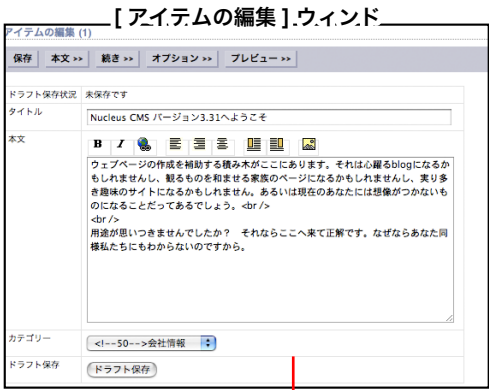 [ アイテムの編集 ] ウィンド
アイテムの編集 (1)
保存 本文 >> 続き >> オプション >> プレビュー >>
ドラフト保存状況 未保存です
タイトル Nucleus CMS バージョン3.31へようこそ
本文
B I
ウェブページの作成を補助する積み木がここにあります。それは心躍るblogになるか
もしれませんし、観るものを和ませる家族のページになるかもしれませんし、実り多
き趣味のサイトになるかもしれません。あるいは現在のあなたには想像がつかないも
のになることだってあるでしょう。<br />
<br />
用途が思いつきませんでしたか？ それならここへ来て正解です。なぜならあなた同
様私たちにもわからないのですから。
カテゴリー <!--50-->会社情報
ドラフト保存 ドラフト保存